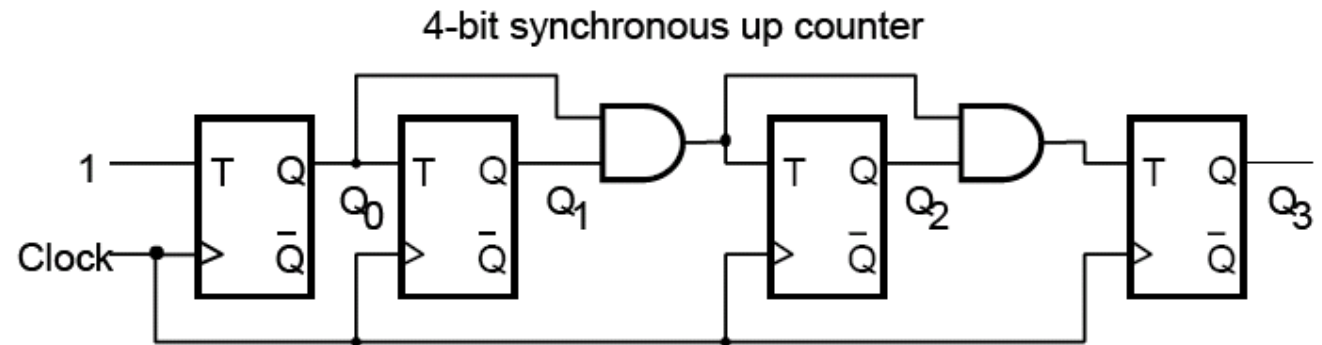 4-bit synchronous up counter
1 T Q T Q T Q T Q
Q0 Q1 Q2 Q3
Clock Q̅ Q̅ Q̅ Q̅